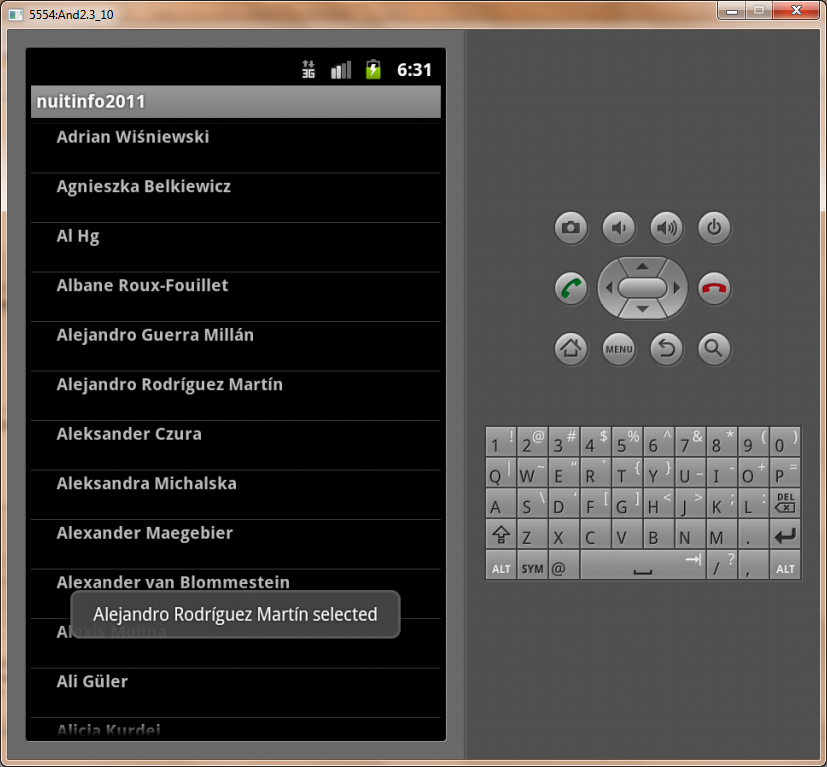 5554:And2.3_10
3G 6:31
nuitinfo2011
Adrian Wiśniewski
Agnieszka Belkiewicz
Al Hg
Albane Roux-Fouillet
Alejandro Guerra Millán
Alejandro Rodríguez Martín
Aleksander Czura
Aleksandra Michalska
Alexander Maegebier
Alexander van Blommestein
Alejandro Rodríguez Martín selected
Alexis Molina
Ali Güler
Alicja Kurdej
MENU
1 ! 2 @ 3 # 4 $ 5 % 6 ^ 7 & 8 * 9 ( 0 )
Q | W ~ E " R ` T { Y } U _ I - O + P =
A S \ D ' F [ G ] H < J > K ; L : DEL
Z X C V B N M .
ALT SYM @ / ? , ALT